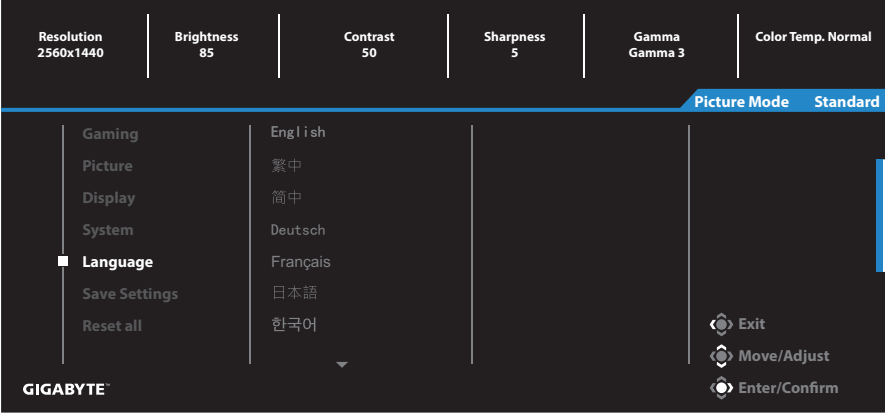 Resolution
2560x1440
Brightness
85
Contrast
50
Sharpness
5
Gamma
Gamma 3
Color Temp. Normal
Picture Mode Standard
Gaming
Picture
Display
System
Language
Save Settings
Reset all
English
繁中
简中
Deutsch
Français
日本語
한국어
Exit
Move/Adjust
Enter/Confirm
GIGABYTE™